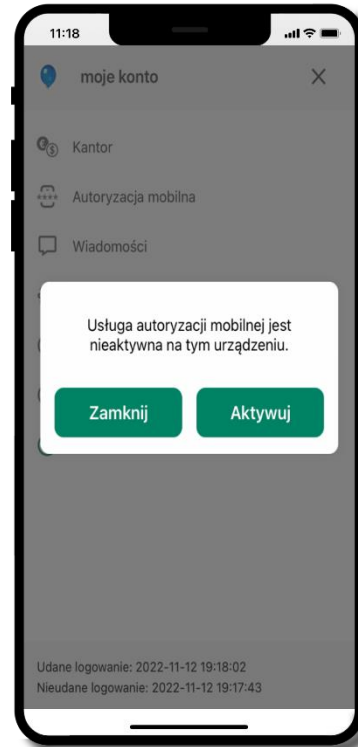 11:18
moje konto
Kantor
Autoryzacja mobilna
Wiadomości
Usługa autoryzacji mobilnej jest
nieaktywna na tym urządzeniu.
Zamknij
Aktywuj
Udane logowanie: 2022-11-12 19:18:02
Nieudane logowanie: 2022-11-12 19:17:43